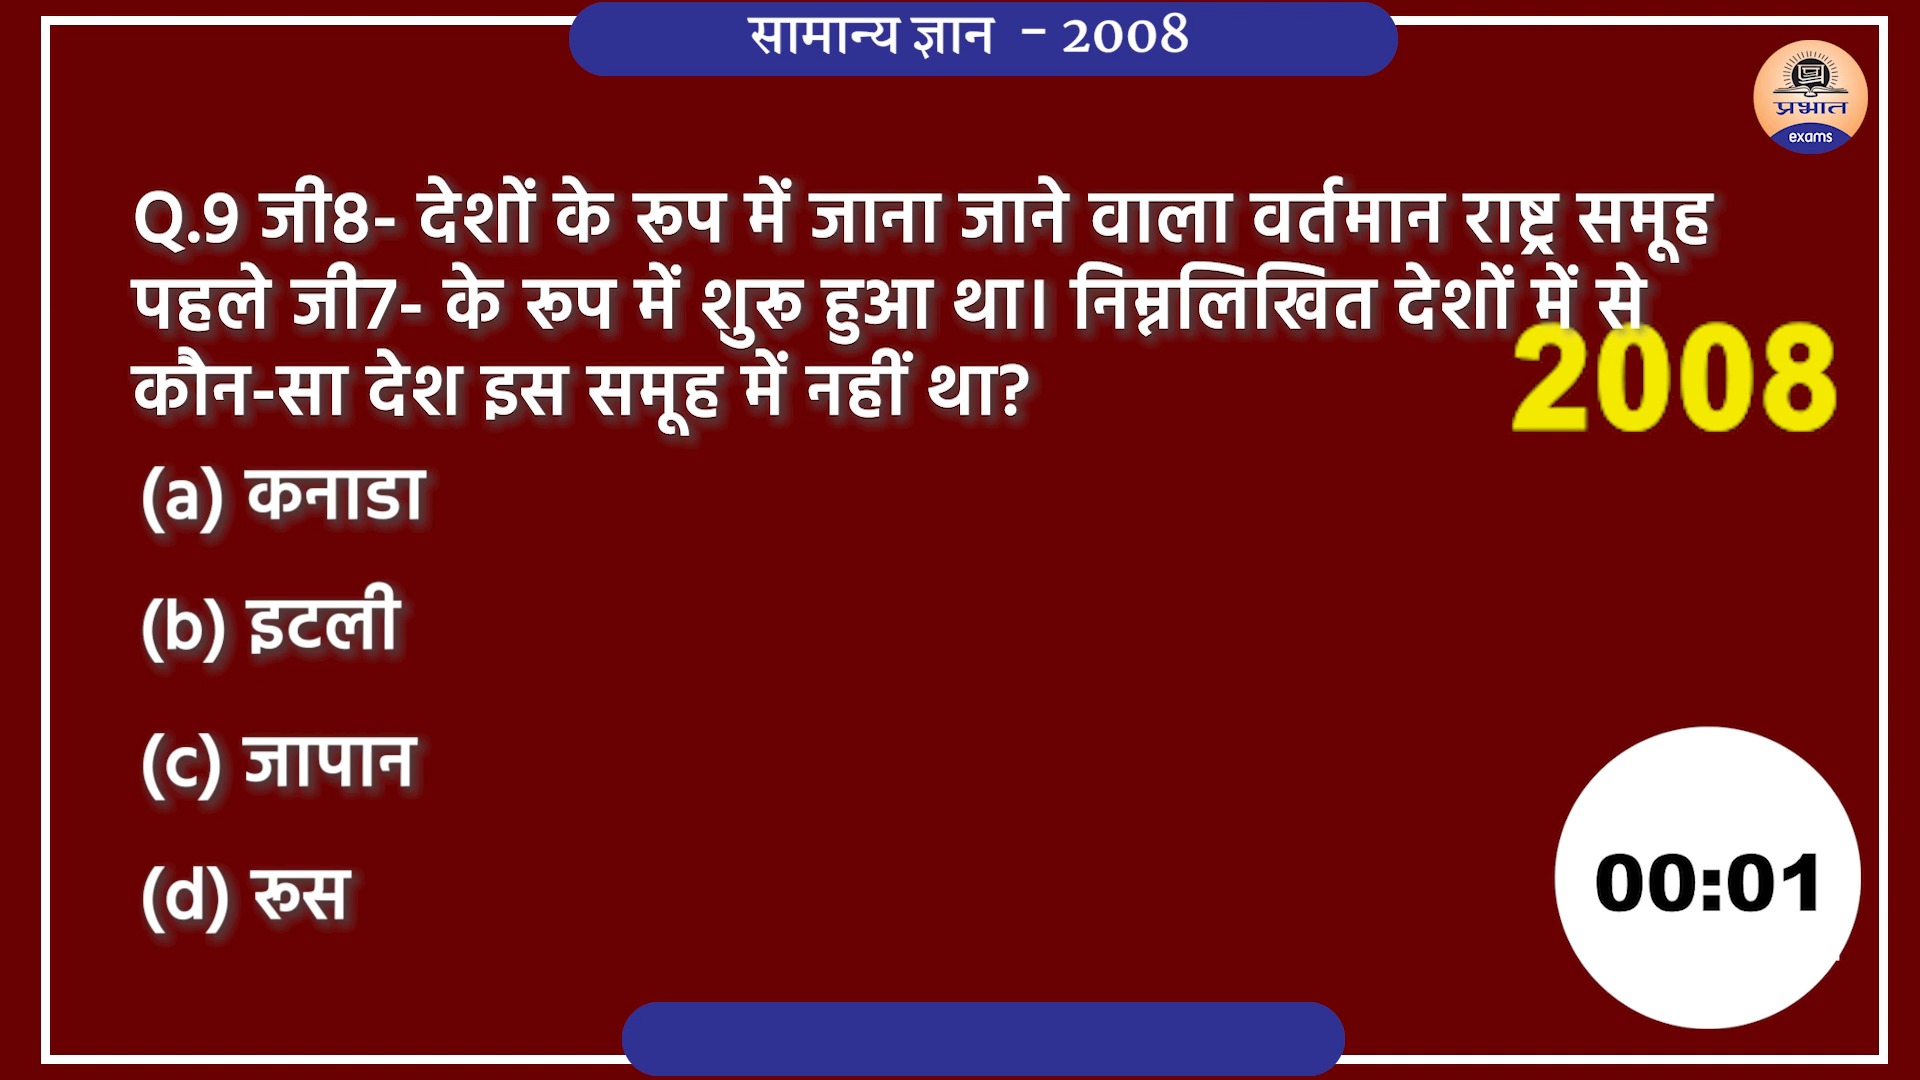 सामान्य ज्ञान - 2008
प्रभात
exams
Q.9 जी8- देशों के रूप में जाना जाने वाला वर्तमान राष्ट्र समूह
पहले जी7- के रूप में शुरू हुआ था। निम्नलिखित देशों में से
कौन-सा देश इस समूह में नहीं था?
2008
(a) कनाडा
(b) इटली
(c) जापान
(d) रूस
00:01